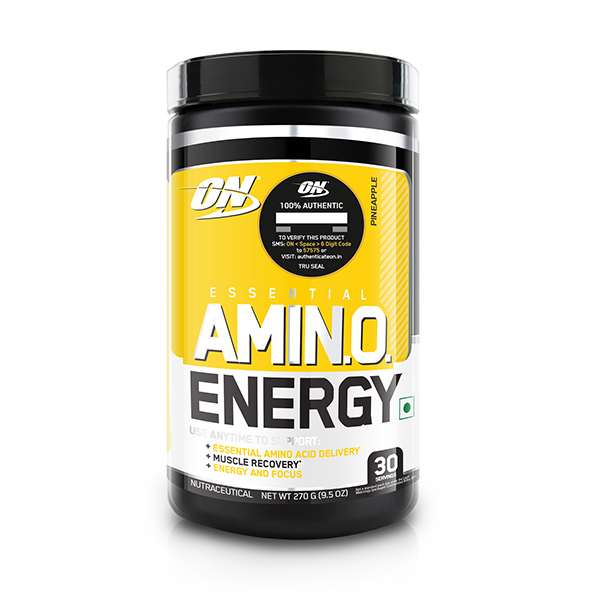 ON
ON
100% AUTHENTIC
TO VERIFY THIS PRODUCT
SMS: ON < Space > 6 Digit Code
to 57575 or
VISIT: authenticateon.in
TRU SEAL
PINEAPPLE
ESSENTIAL
AMIN.O.
ENERGY
USE ANYTIME TO SUPPORT:
+ ESSENTIAL AMINO ACID DELIVERY
+ MUSCLE RECOVERY*
+ ENERGY AND FOCUS
30
SERVINGS
NUTRACEUTICAL NET WT 270 G (9.5 OZ)